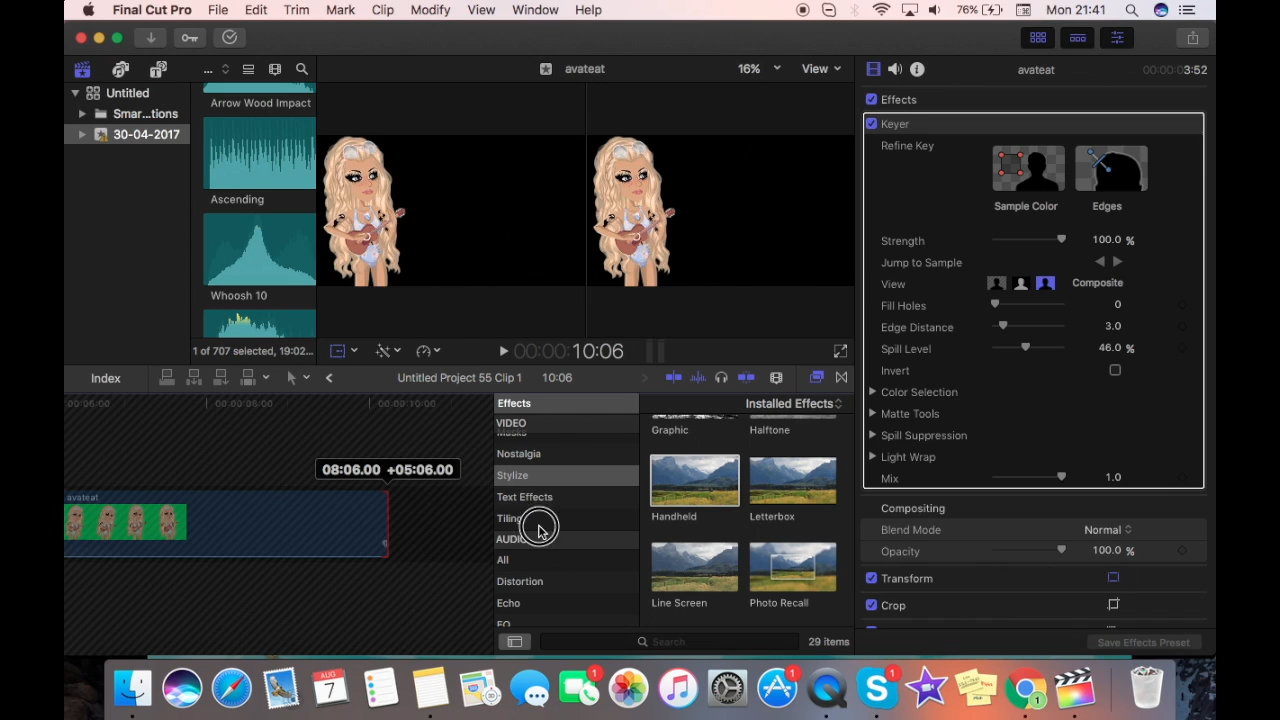 Final Cut Pro File Edit Trim Mark Clip Modify View Window Help 76% Mon 21:41
... avateat 16% View avateat 00:00:03:52
Untitled
Smar...tions
30-04-2017
Arrow Wood Impact
Ascending
Whoosh 10
1 of 707 selected, 19:02...
00:00:10:06
Effects
Keyer
Refine Key
Sample Color Edges
Strength 100.0 %
Jump to Sample
View Composite
Fill Holes 0
Edge Distance 3.0
Spill Level 46.0 %
Invert
Color Selection
Matte Tools
Spill Suppression
Light Wrap
Mix 1.0
Compositing
Blend Mode Normal
Opacity 100.0 %
Transform
Crop
Save Effects Preset
Index Untitled Project 55 Clip 1 10:06
00:00:08:00 00:00:10:00
08:06.00 +05:06.00
avateat
Effects Installed Effects
VIDEO
Masks
Nostalgia
Stylize
Text Effects
Tiling
AUDIO
All
Distortion
Echo
EQ
Graphic Halftone
Handheld Letterbox
Line Screen Photo Recall
Search 29 items
AUG
7
1 1 1 1